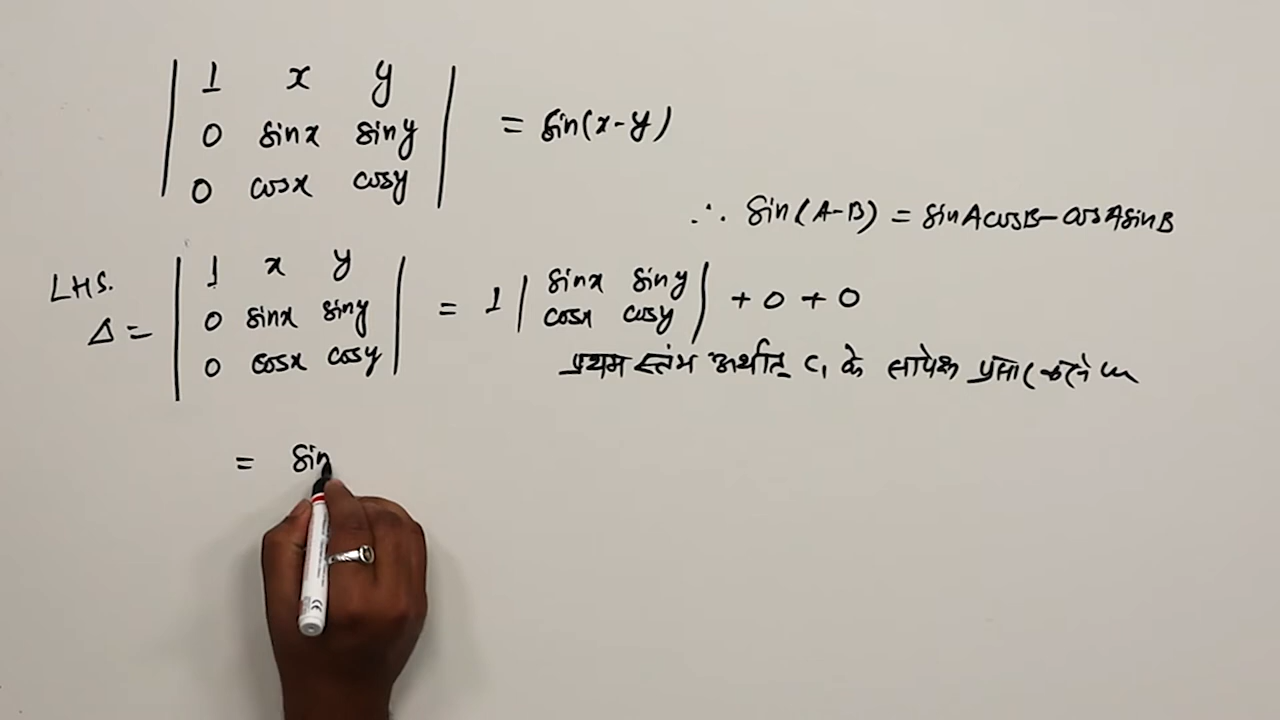 | 1 x y |
| 0 sinx siny | = sin(x-y)
| 0 cosx cosy |
∴ sin(A-B) = sinAcosB-cosAsinB
LHS.
Δ = | 1 x y |
| 0 sinx siny | = 1 | sinx siny | + 0 + 0
| 0 cosx cosy | | cosx cosy |
प्रथम स्तंभ अर्थात् C₁ के सापेक्ष प्रसार करने पर
= sin
CE